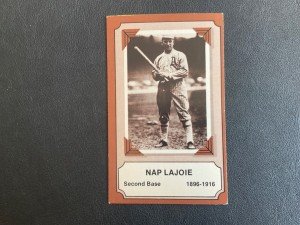 NAP LAJOIE
Second Base 1896-1916